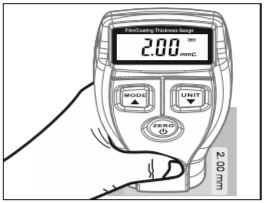 Film/Coating Thickness Gauge
2.00 mmC.
MODE
UNIT
ZERO
2.00 mm